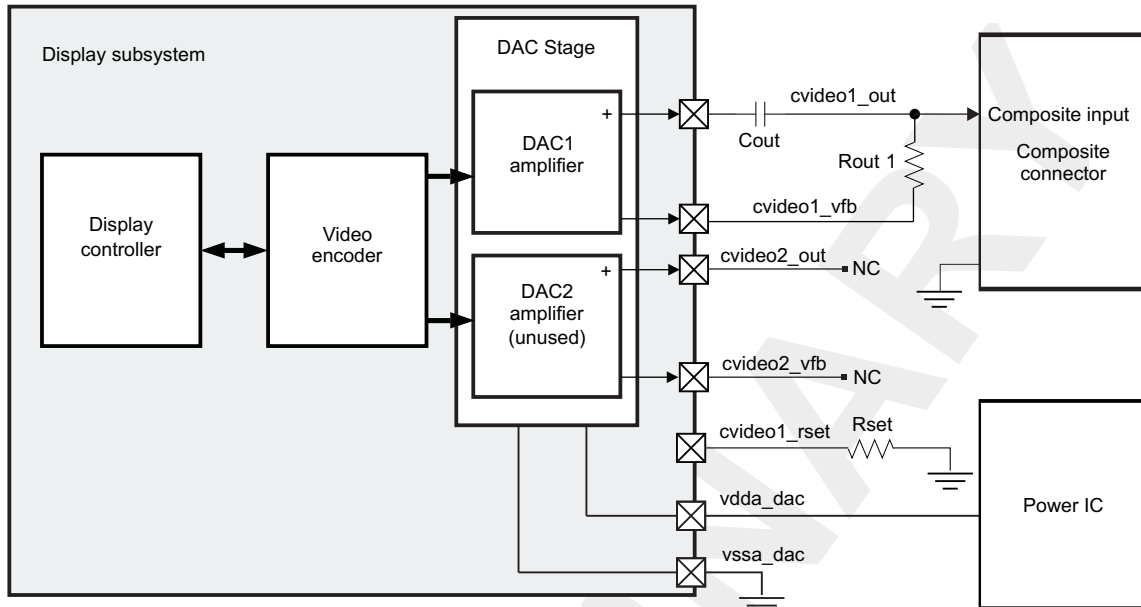 Display subsystem
DAC Stage
DAC1
amplifier
+
DAC2
amplifier
(unused)
+
Display
controller
Video
encoder
cvideo1_out
Cout
Rout 1
cvideo1_vfb
cvideo2_out
NC
cvideo2_vfb
NC
cvideo1_rset
Rset
vdda_dac
vssa_dac
Composite input
Composite
connector
Power IC